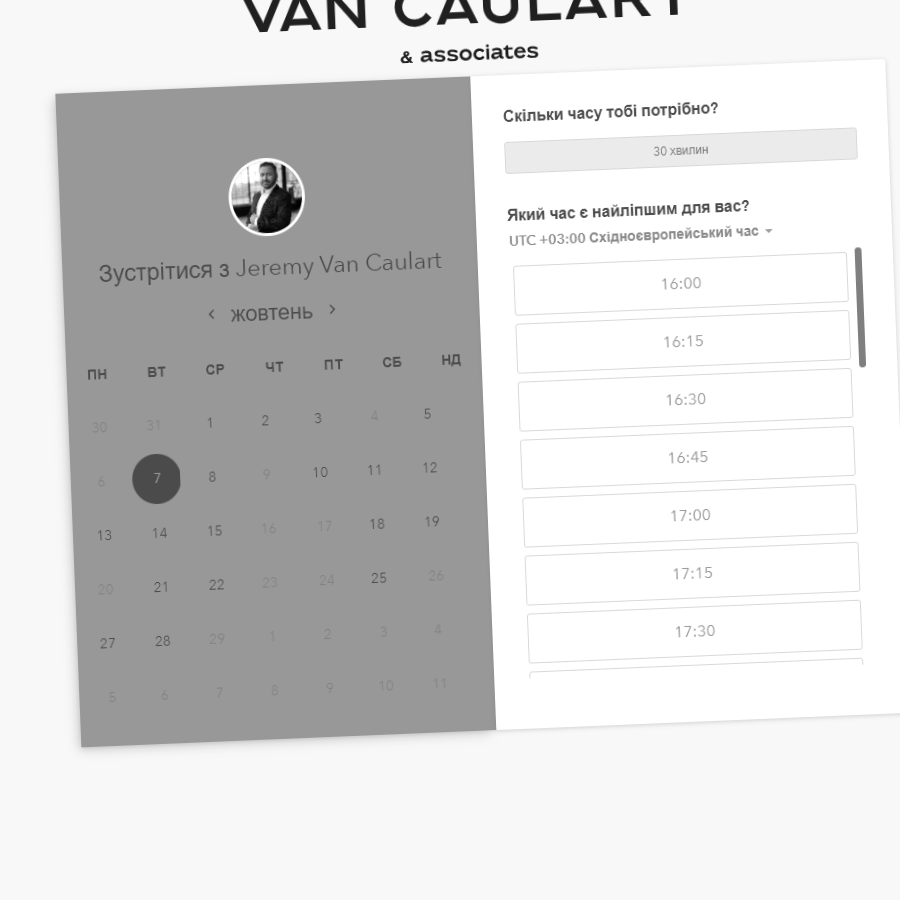 VAN CAULART
& associates
Зустрітися з Jeremy Van Caulart
‹ жовтень ›
ПН ВТ СР ЧТ ПТ СБ НД
30 31 1 2 3 4 5
6 7 8 9 10 11 12
13 14 15 16 17 18 19
20 21 22 23 24 25 26
27 28 29 1 2 3 4
5 6 7 8 9 10 11
Скільки часу тобі потрібно?
30 хвилин
Який час є найліпшим для вас?
UTC +03:00 Східноєвропейський час
16:00
16:15
16:30
16:45
17:00
17:15
17:30